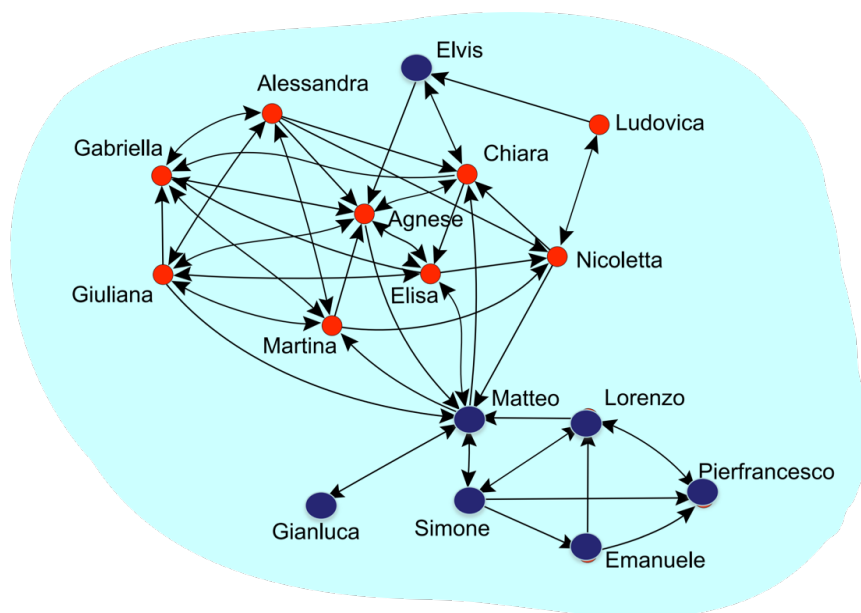 Elvis
Alessandra
Ludovica
Gabriella
Chiara
Agnese
Nicoletta
Giuliana
Elisa
Martina
Matteo
Lorenzo
Pierfrancesco
Gianluca
Simone
Emanuele